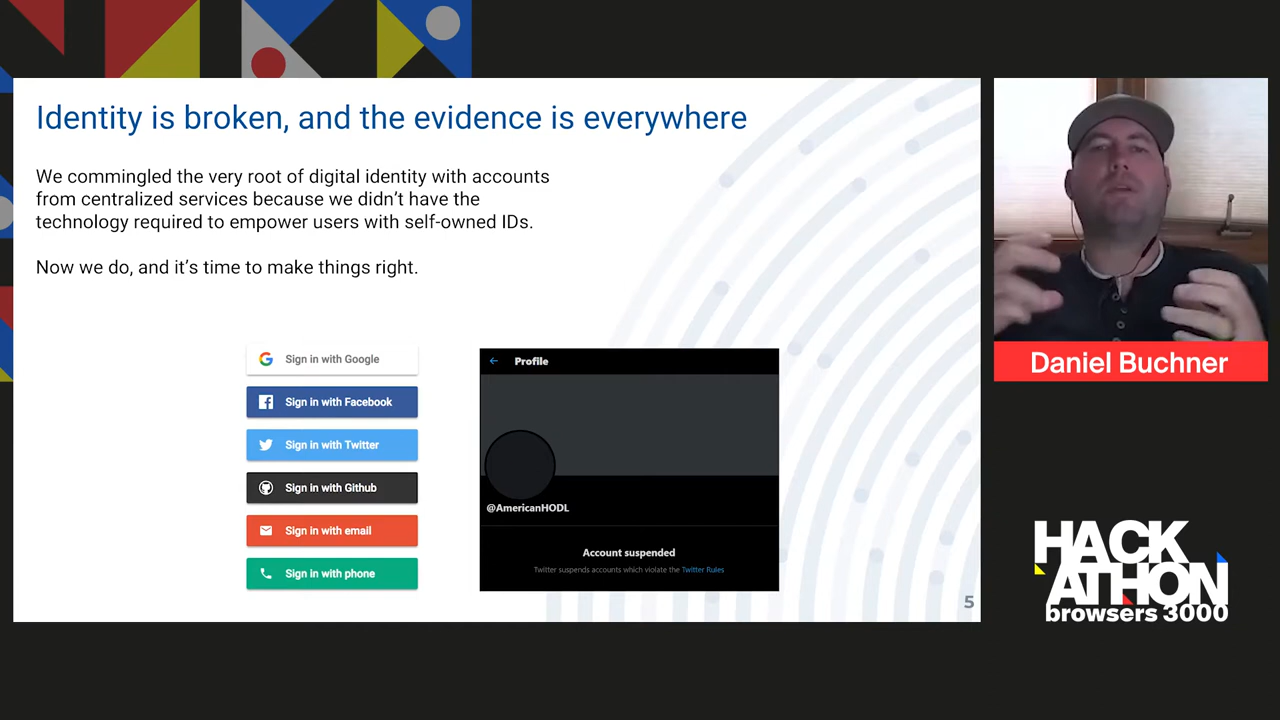 Identity is broken, and the evidence is everywhere
We commingled the very root of digital identity with accounts
from centralized services because we didn’t have the
technology required to empower users with self-owned IDs.
Now we do, and it’s time to make things right.
Sign in with Google
Sign in with Facebook
Sign in with Twitter
Sign in with Github
Sign in with email
Sign in with phone
Profile
@AmericanHODL
Account suspended
Twitter suspends accounts which violate the Twitter Rules
5
Daniel Buchner
HACK
ATHON
browsers 3000